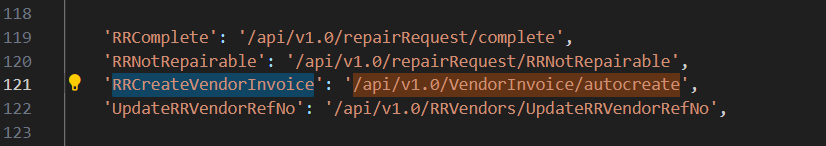 118
119 'RRComplete': '/api/v1.0/repairRequest/complete',
120 'RRNotRepairable': '/api/v1.0/repairRequest/RRNotRepairable',
121 'RRCreateVendorInvoice': '/api/v1.0/VendorInvoice/autocreate',
122 'UpdateRRVendorRefNo': '/api/v1.0/RRVendors/UpdateRRVendorRefNo',
123